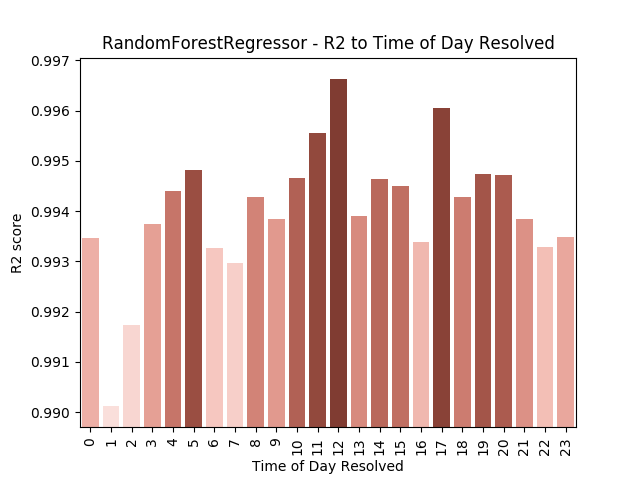 RandomForestRegressor - R2 to Time of Day Resolved
0.997
0.996
0.995
0.994
0.993
0.992
0.991
0.990
R2 score
0 1 2 3 4 5 6 7 8 9 10 11 12 13 14 15 16 17 18 19 20 21 22 23
Time of Day Resolved